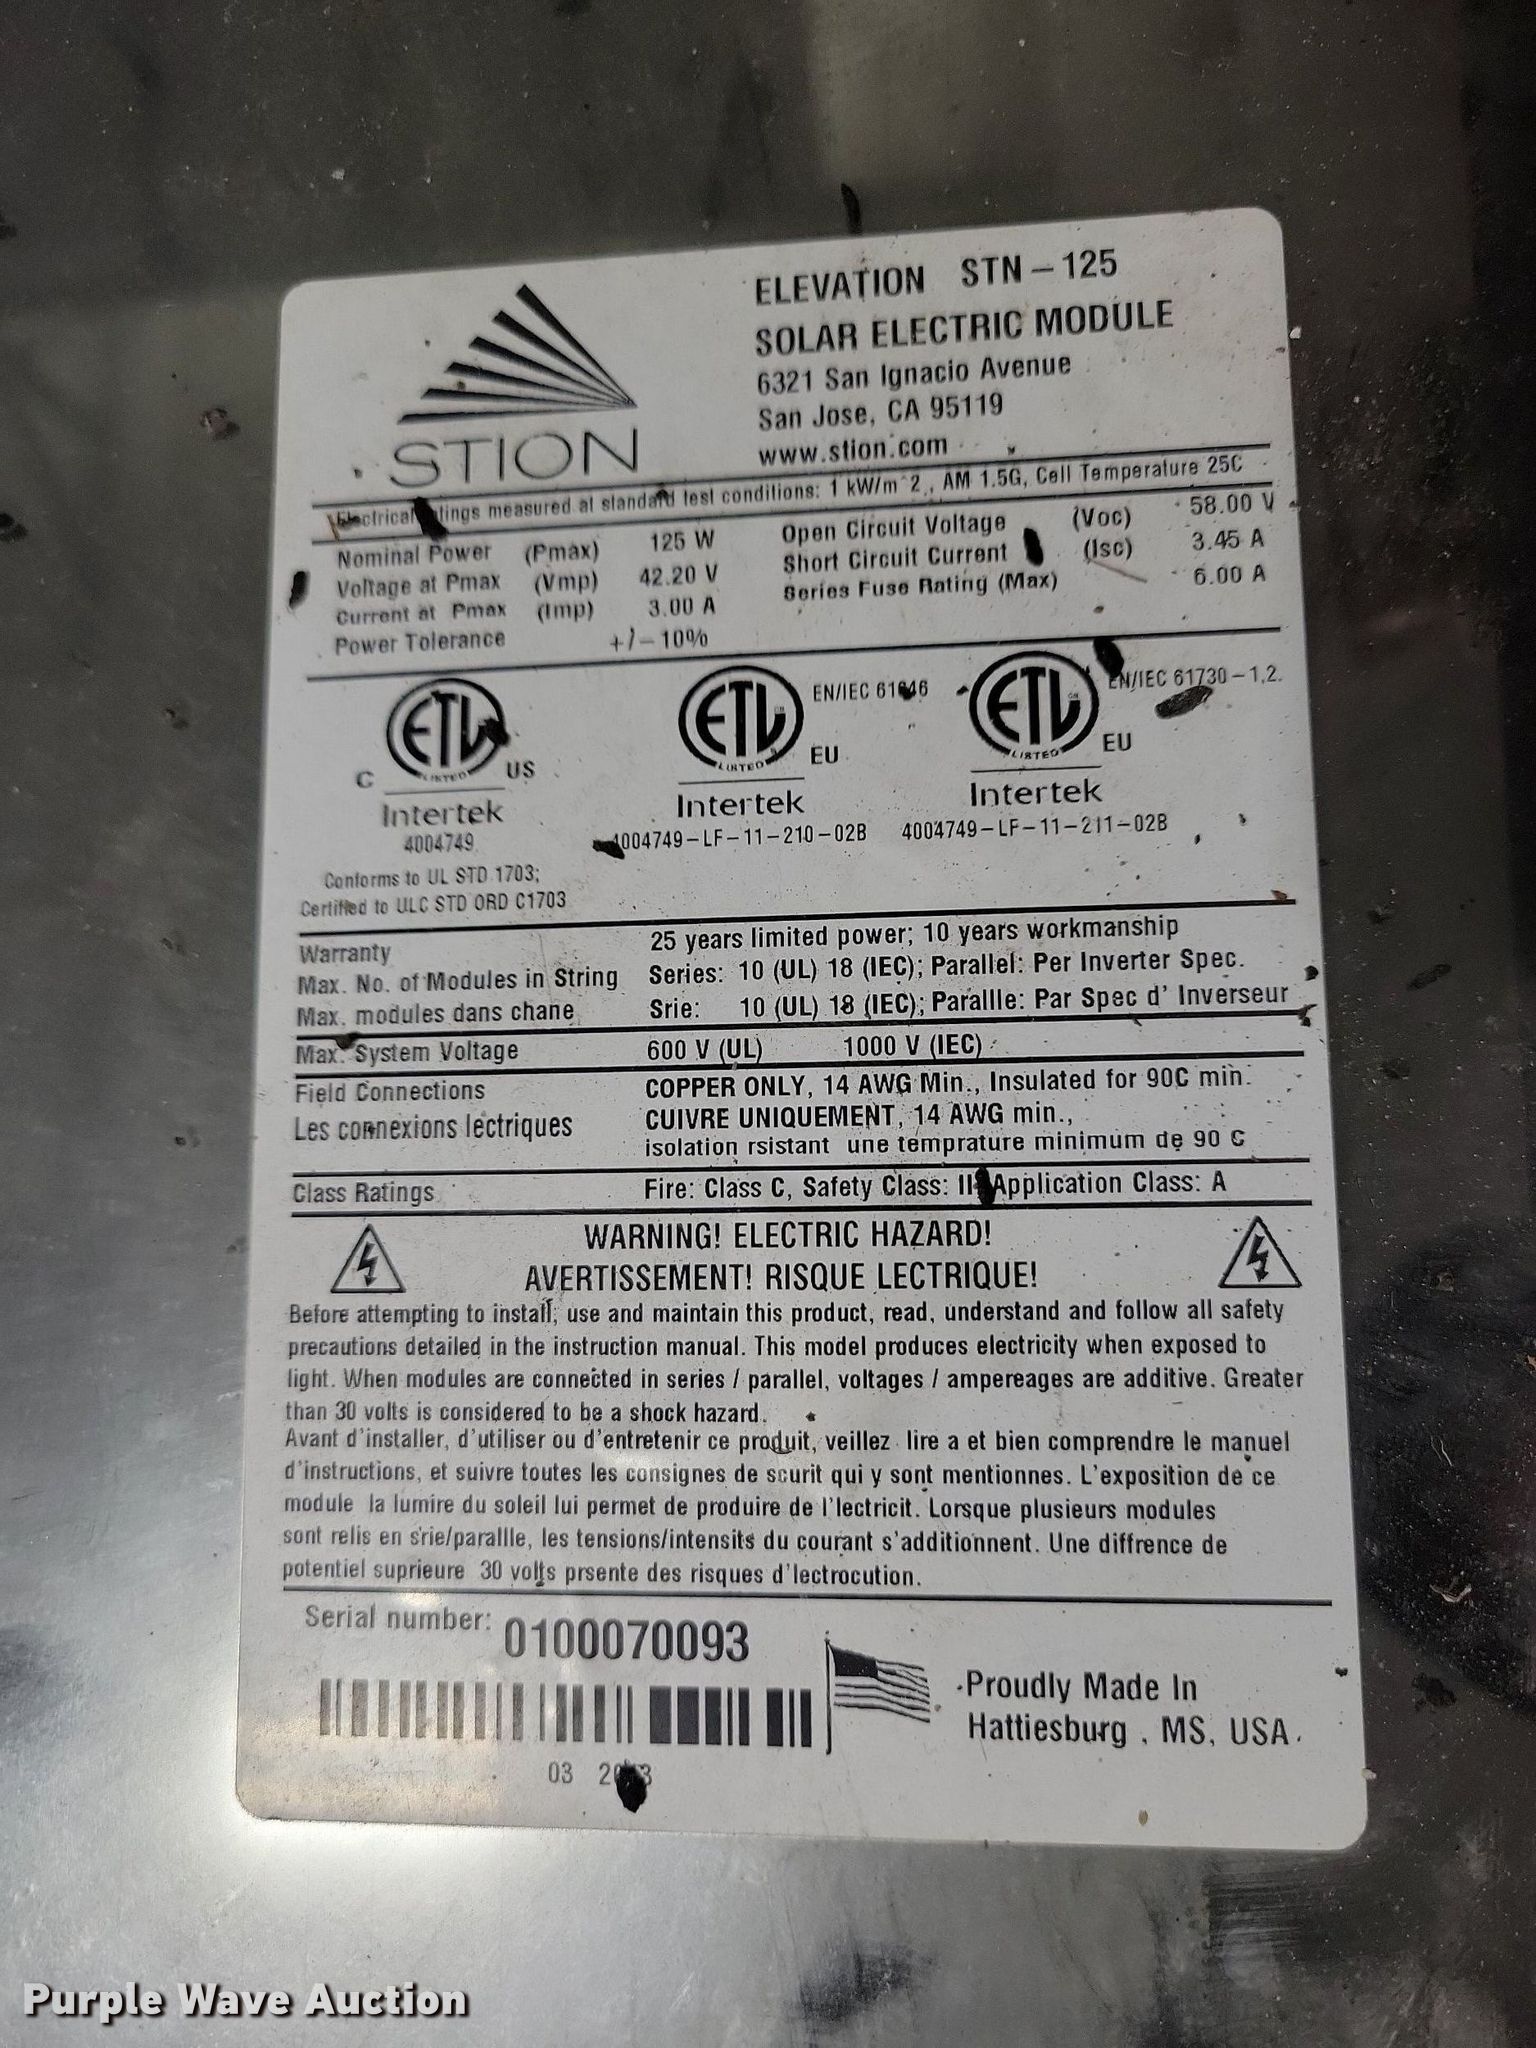 STION
ELEVATION STN-125
SOLAR ELECTRIC MODULE
6321 San Ignacio Avenue
San Jose, CA 95119
www.stion.com
measured at standard test conditions: 1 kW/m^2, AM 1.5G, Cell Temperature 25C
Nominal Power (Pmax) 125 W
Voltage at Pmax (Vmp) 42.20 V
Current at Pmax (Imp) 3.00 A
Power Tolerance +/-10%
Open Circuit Voltage (Voc) 58.00 V
Short Circuit Current (Isc) 3.45 A
Series Fuse Rating (Max) 6.00 A
ETL LISTED
C US
Intertek
4004749
Conforms to UL STD 1703;
Certified to ULC STD ORD C1703
ETL CM LISTED
EN/IEC 61646
EU
Intertek
4004749-LF-11-210-02B
ETL CM LISTED
EN/IEC 61730-1,2.
EU
Intertek
4004749-LF-11-211-02B
Warranty 25 years limited power; 10 years workmanship
Max. No. of Modules in String Series: 10 (UL) 18 (IEC); Parallel: Per Inverter Spec.
Max. modules dans chane Srie: 10 (UL) 18 (IEC); Parallle: Par Spec d' Inverseur
Max. System Voltage 600 V (UL) 1000 V (IEC)
Field Connections COPPER ONLY, 14 AWG Min., Insulated for 90C min.
Les connexions lectriques CUIVRE UNIQUEMENT, 14 AWG min.,
isolation rsistant une temprature minimum de 90 C
Class Ratings Fire: Class C, Safety Class: II, Application Class: A
WARNING! ELECTRIC HAZARD!
AVERTISSEMENT! RISQUE LECTRIQUE!
Before attempting to install, use and maintain this product, read, understand and follow all safety
precautions detailed in the instruction manual. This model produces electricity when exposed to
light. When modules are connected in series / parallel, voltages / ampereages are additive. Greater
than 30 volts is considered to be a shock hazard.
Avant d'installer, d'utiliser ou d'entretenir ce produit, veillez lire a et bien comprendre le manuel
d'instructions, et suivre toutes les consignes de scurit qui y sont mentionnes. L'exposition de ce
module la lumire du soleil lui permet de produire de l'lectricit. Lorsque plusieurs modules
sont relis en srie/parallle, les tensions/intensits du courant s'additionnent. Une diffrence de
potentiel suprieure 30 volts prsente des risques d'lectrocution.
Serial number: 0100070093
03
Proudly Made In
Hattiesburg , MS, USA.
Purple Wave Auction